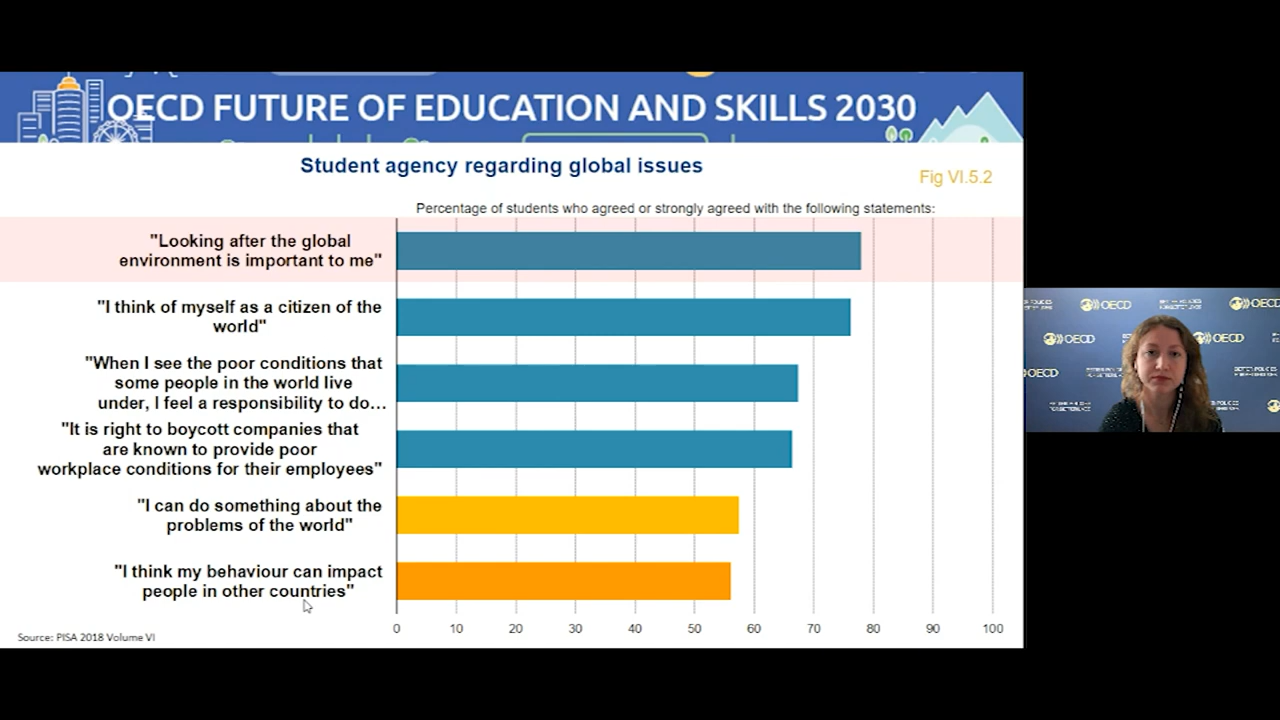 OECD FUTURE OF EDUCATION AND SKILLS 2030
Student agency regarding global issues
Fig VI.5.2
Percentage of students who agreed or strongly agreed with the following statements:
"Looking after the global
environment is important to me"
"I think of myself as a citizen of the
world"
"When I see the poor conditions that
some people in the world live
under, I feel a responsibility to do…
"It is right to boycott companies that
are known to provide poor
workplace conditions for their employees"
"I can do something about the
problems of the world"
"I think my behaviour can impact
people in other countries"
0 10 20 30 40 50 60 70 80 90 100
Source: PISA 2018 Volume VI
OECD
OECD
OECD
OECD
OECD